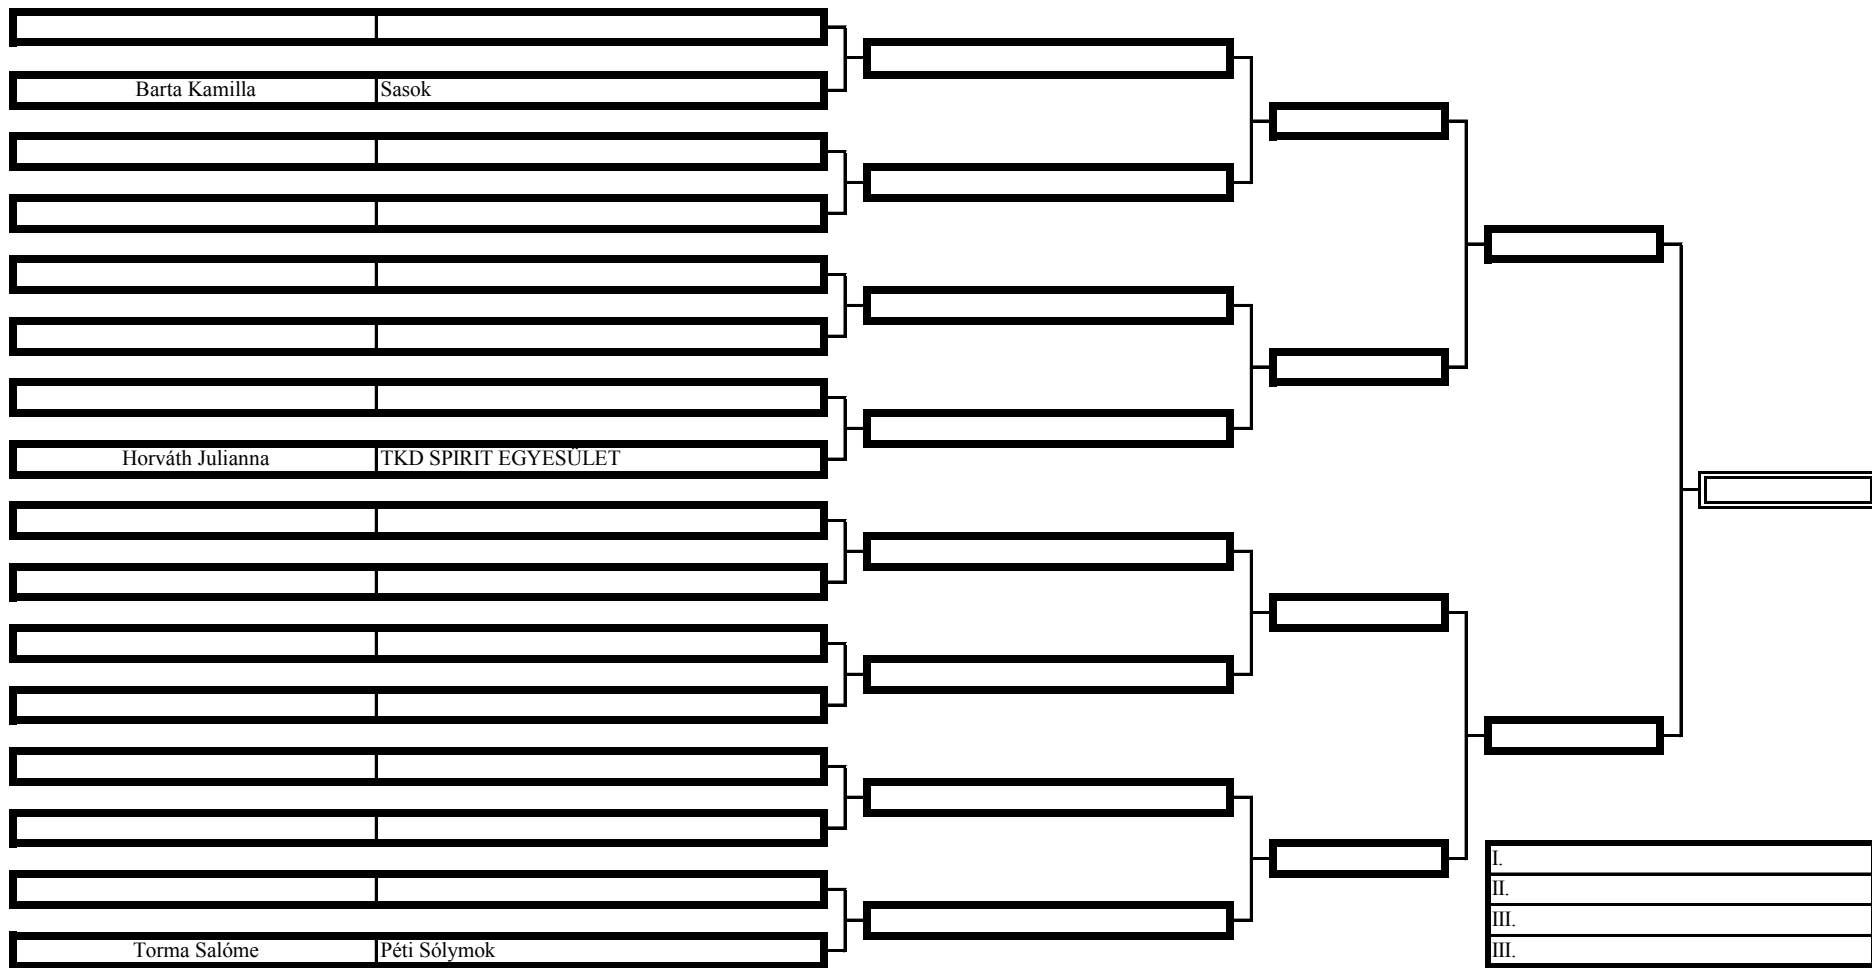 Barta Kamilla Sasok
Horváth Julianna TKD SPIRIT EGYESÜLET
Torma Salóme Péti Sólymok
I.
II.
III.
III.